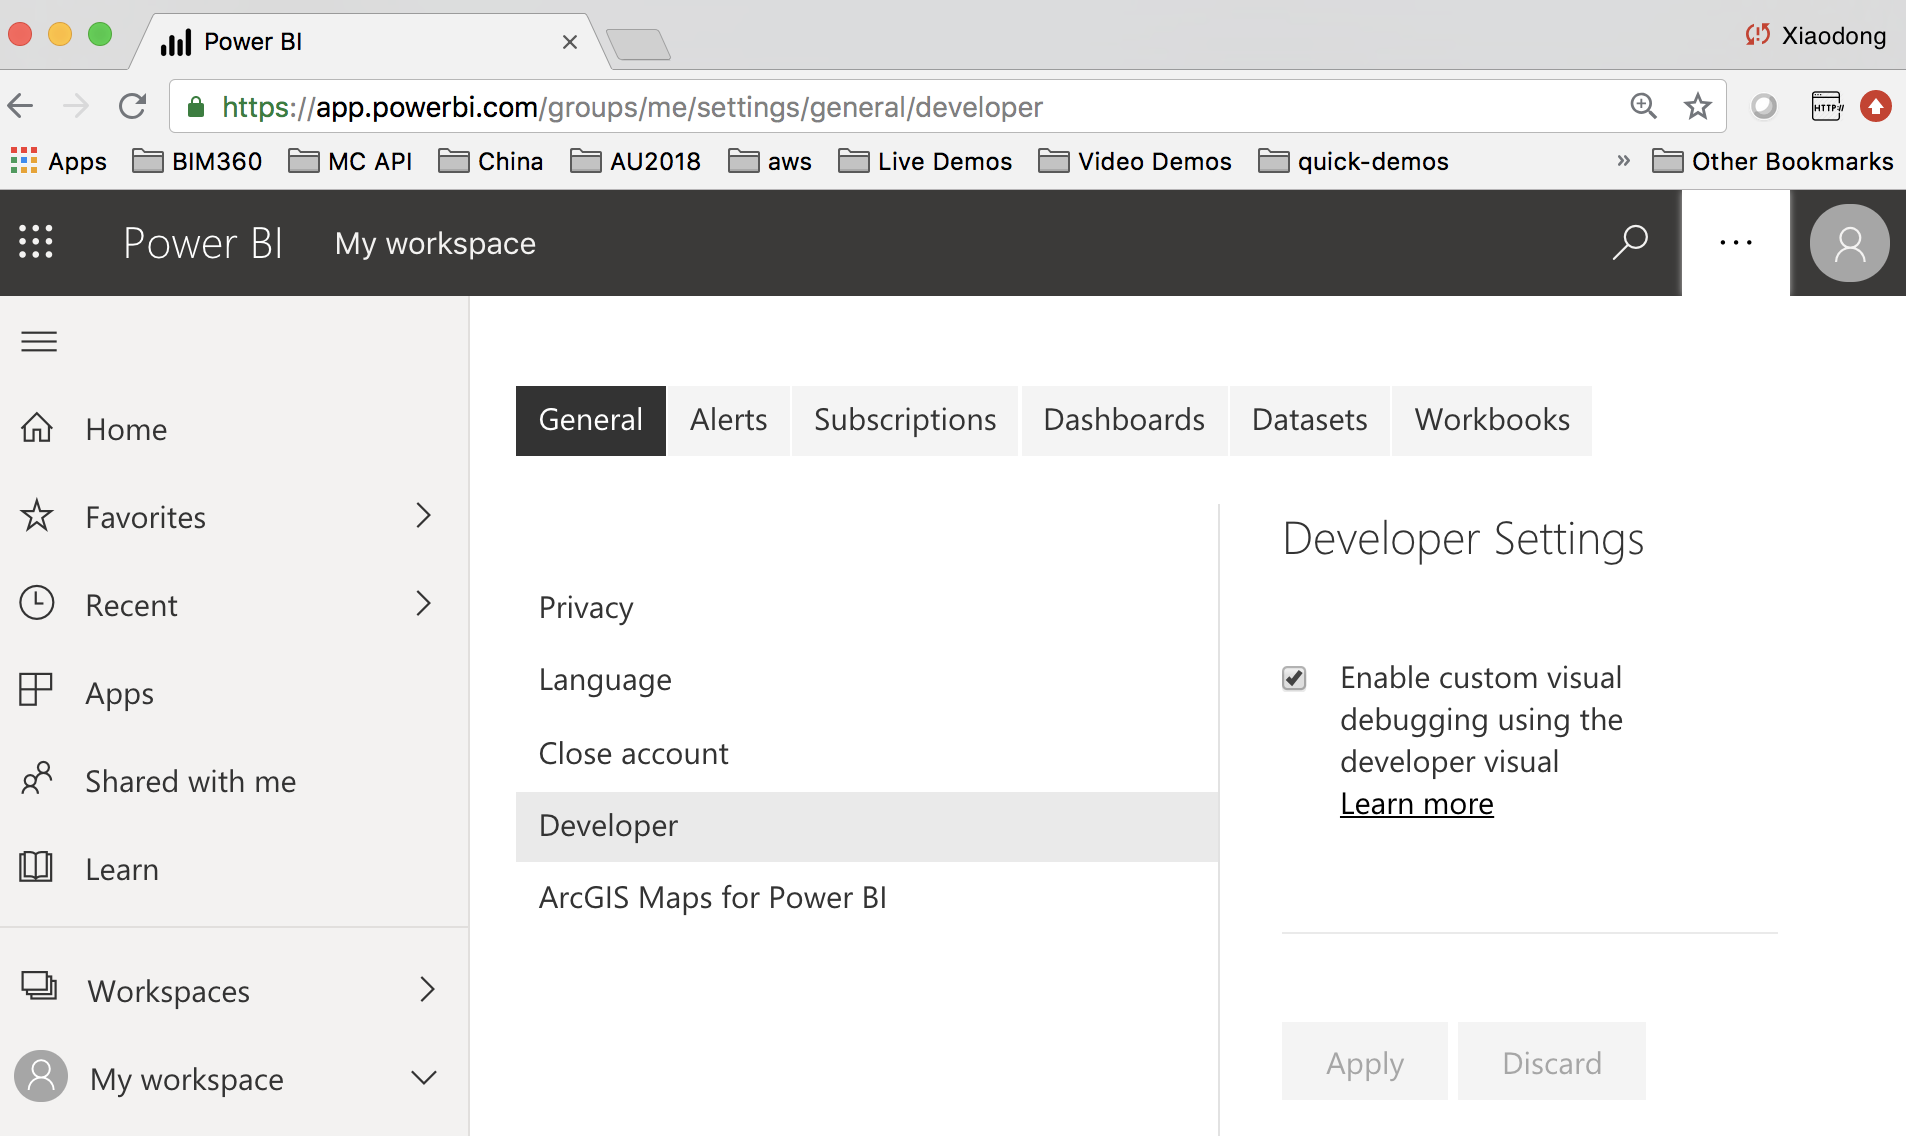 Power BI
Xiaodong
https://app.powerbi.com/groups/me/settings/general/developer
HTTP://
Apps BIM360 MC API China AU2018 aws Live Demos Video Demos quick-demos » Other Bookmarks
Power BI My workspace ...
General Alerts Subscriptions Dashboards Datasets Workbooks
Home
Favorites
Recent
Apps
Shared with me
Learn
Workspaces
My workspace
Privacy
Language
Close account
Developer
ArcGIS Maps for Power BI
Developer Settings
Enable custom visual
debugging using the
developer visual
Learn more
Apply Discard